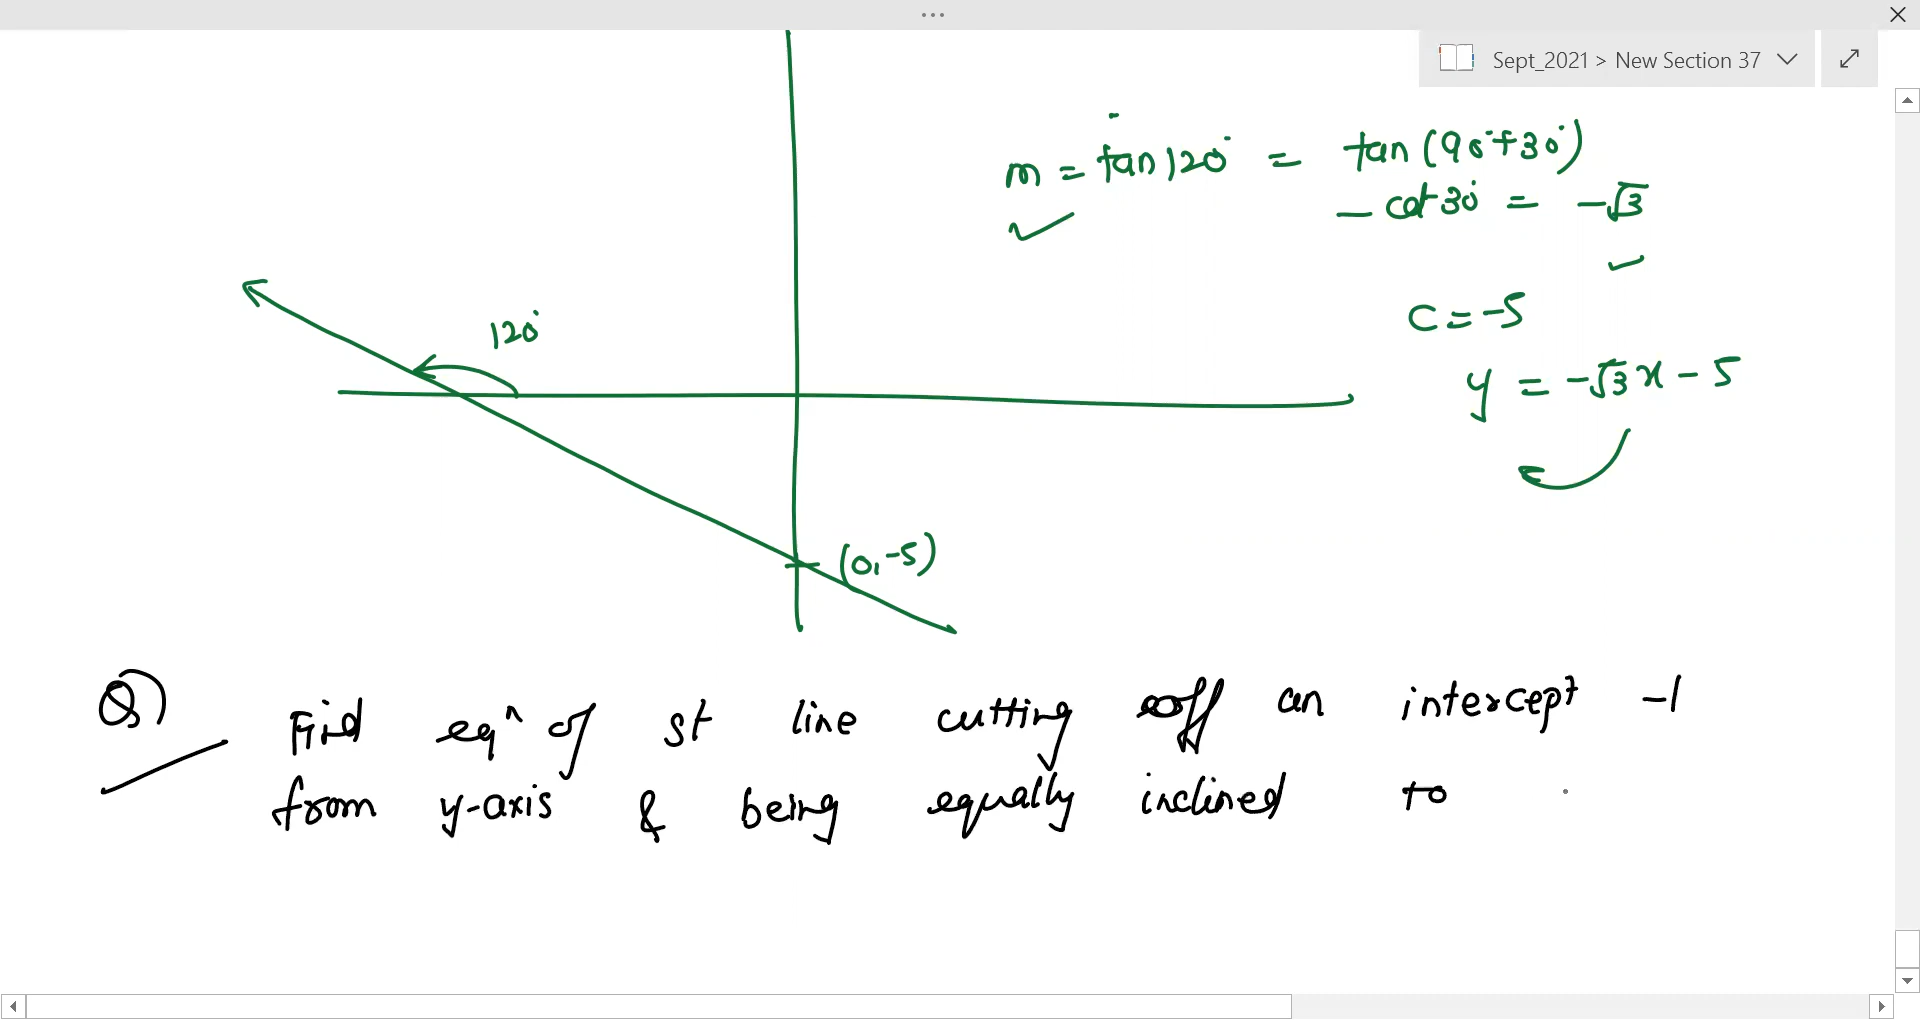 Sept_2021 > New Section 37
m = tan 120° = tan (90°+30°)
- cot 30° = -√3
120°
C = -5
y = -√3x - 5
(0, -5)
Q) Find eqⁿ of st line cutting off an intercept -1
from y-axis & being equally inclined to